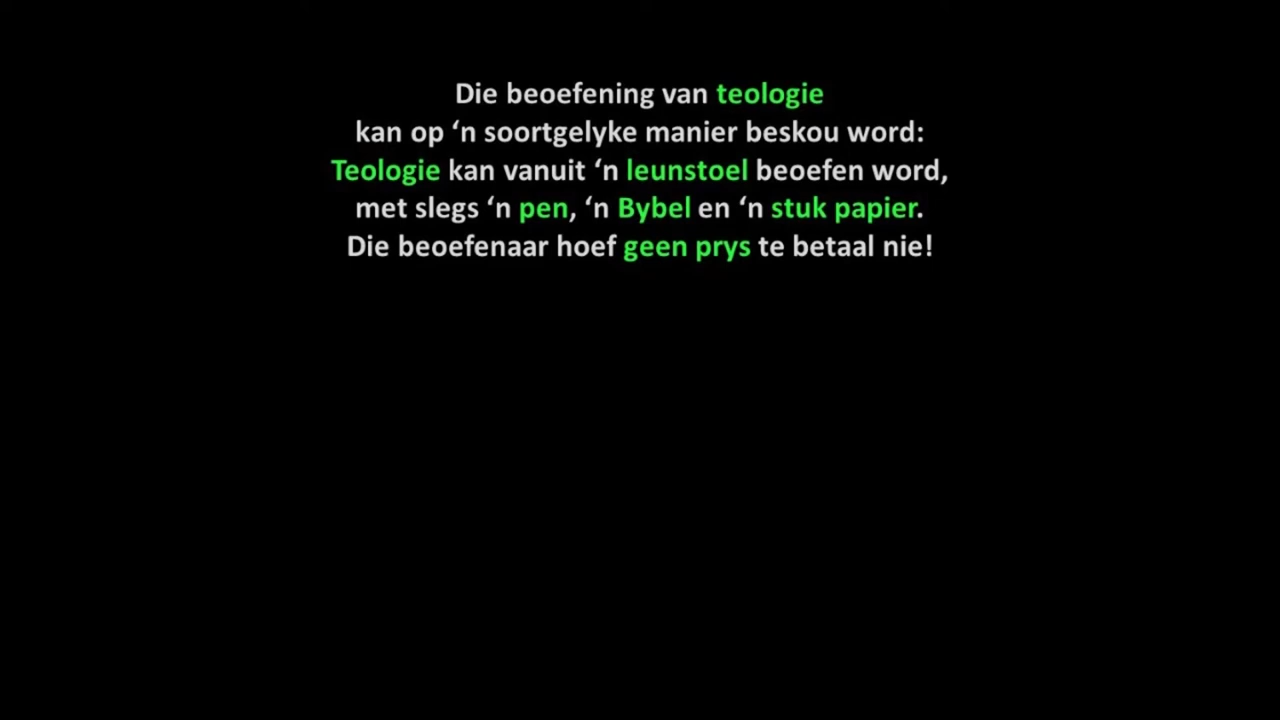 Die beoefening van teologie
kan op ‘n soortgelyke manier beskou word:
Teologie kan vanuit ‘n leunstoel beoefen word,
met slegs ‘n pen, ‘n Bybel en ‘n stuk papier.
Die beoefenaar hoef geen prys te betaal nie!